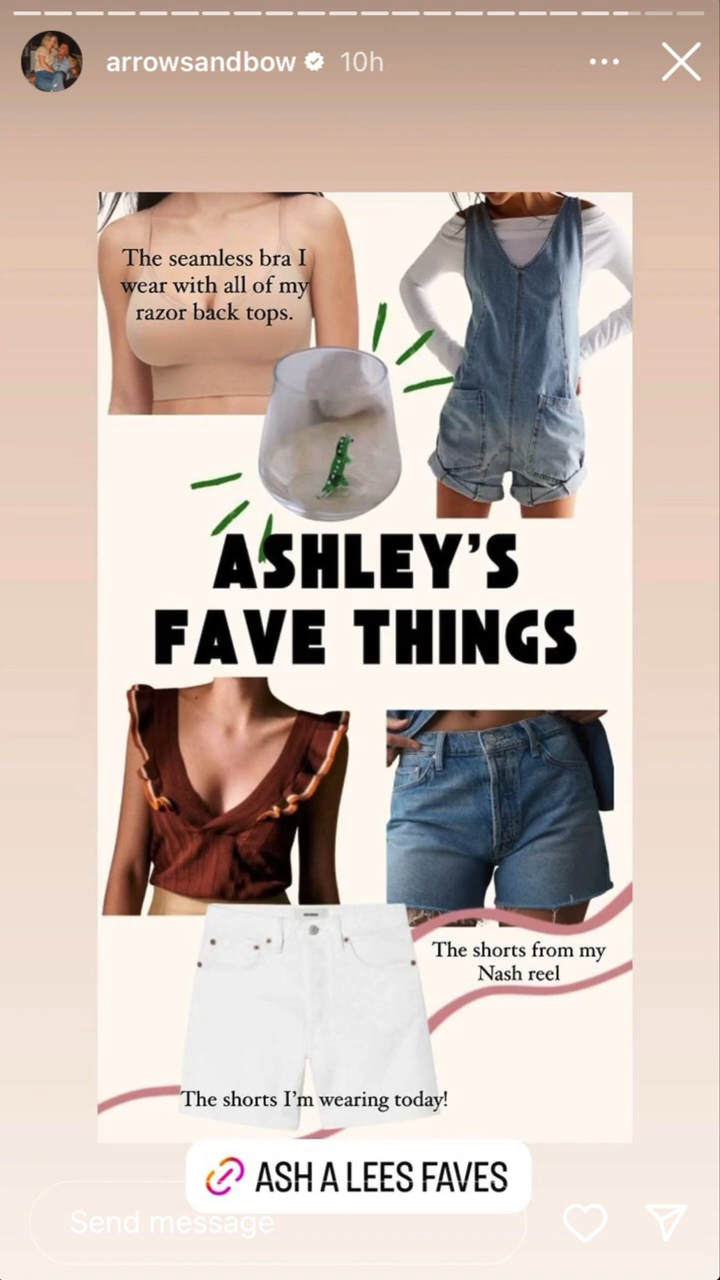 arrowsandbow 10h
The seamless bra I
wear with all of my
razor back tops.
ASHLEY'S
FAVE THINGS
The shorts from my
Nash reel
The shorts I'm wearing today!
ASH A LEES FAVES
Send message